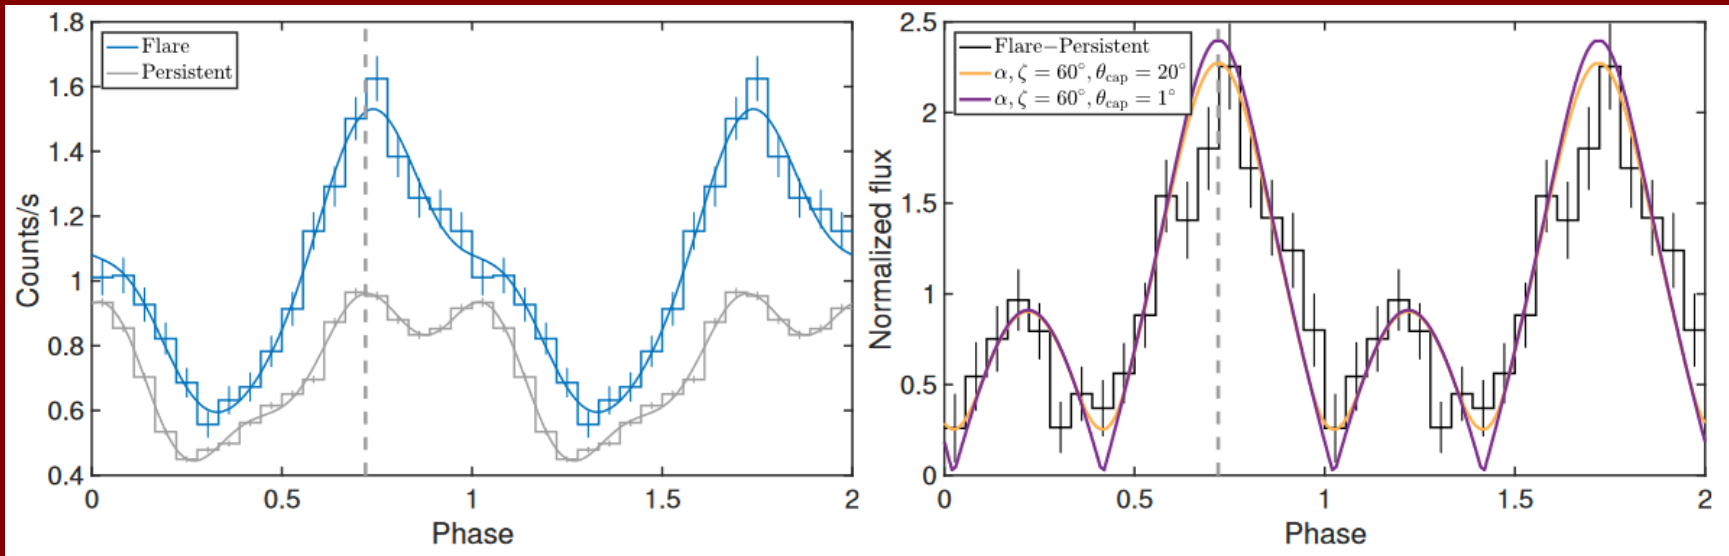 Flare
Persistent
1.8
1.6
1.4
1.2
1
0.8
0.6
0.4
Counts/s
0
0.5
1
1.5
2
Phase
Flare−Persistent
α, ζ = 60°, θcap = 20°
α, ζ = 60°, θcap = 1°
2.5
2
1.5
1
0.5
0
Normalized flux
0
0.5
1
1.5
2
Phase